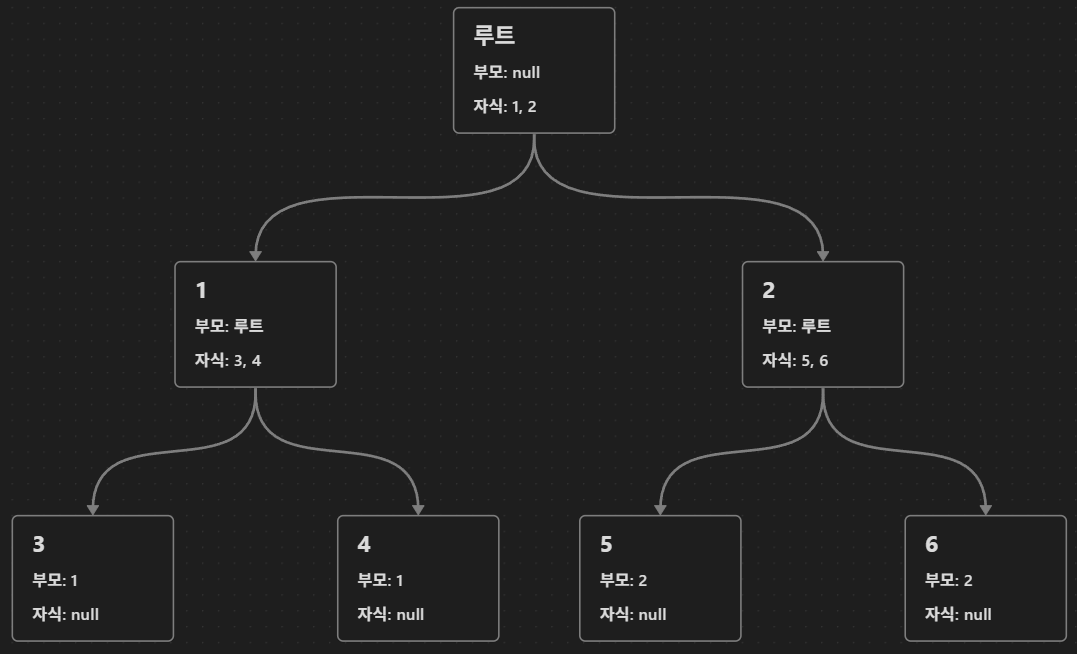 루트
부모: null
자식: 1, 2
1
부모: 루트
자식: 3, 4
2
부모: 루트
자식: 5, 6
3
부모: 1
자식: null
4
부모: 1
자식: null
5
부모: 2
자식: null
6
부모: 2
자식: null